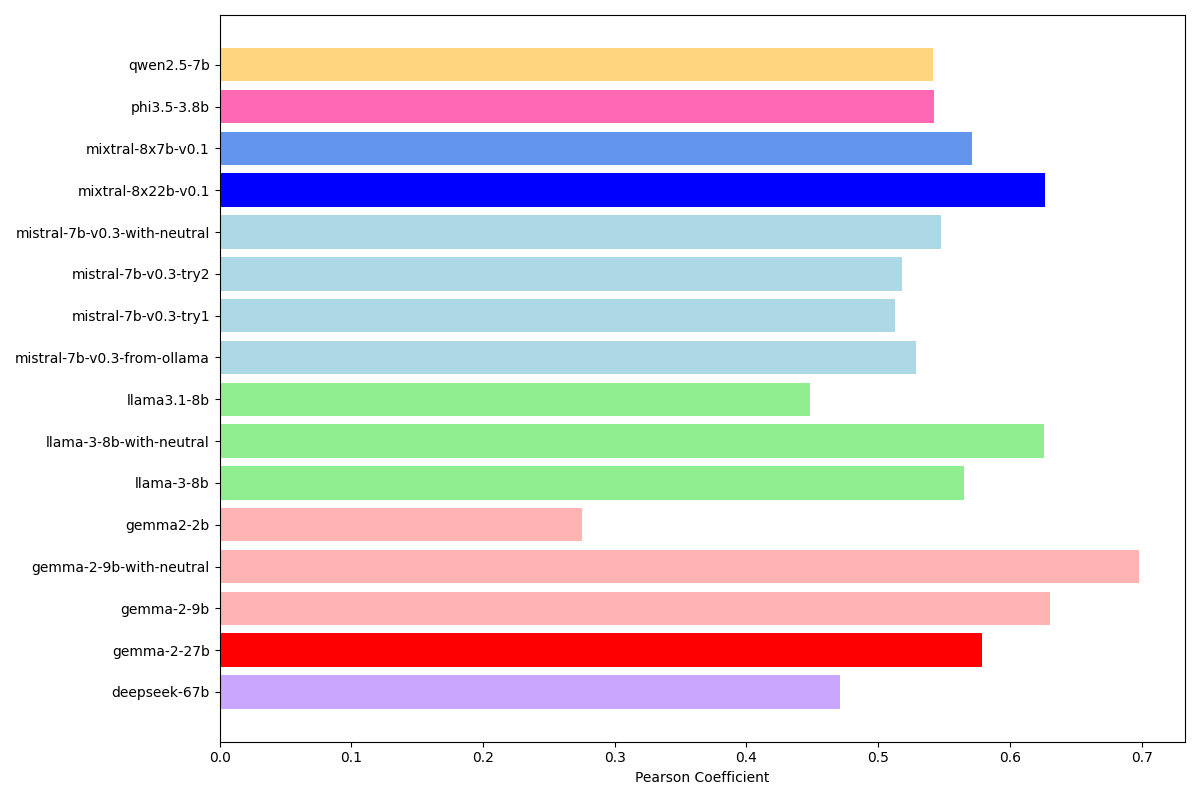 qwen2.5-7b
phi3.5-3.8b
mixtral-8x7b-v0.1
mixtral-8x22b-v0.1
mistral-7b-v0.3-with-neutral
mistral-7b-v0.3-try2
mistral-7b-v0.3-try1
mistral-7b-v0.3-from-ollama
llama3.1-8b
llama-3-8b-with-neutral
llama-3-8b
gemma2-2b
gemma-2-9b-with-neutral
gemma-2-9b
gemma-2-27b
deepseek-67b
0.0 0.1 0.2 0.3 0.4 0.5 0.6 0.7
Pearson Coefficient